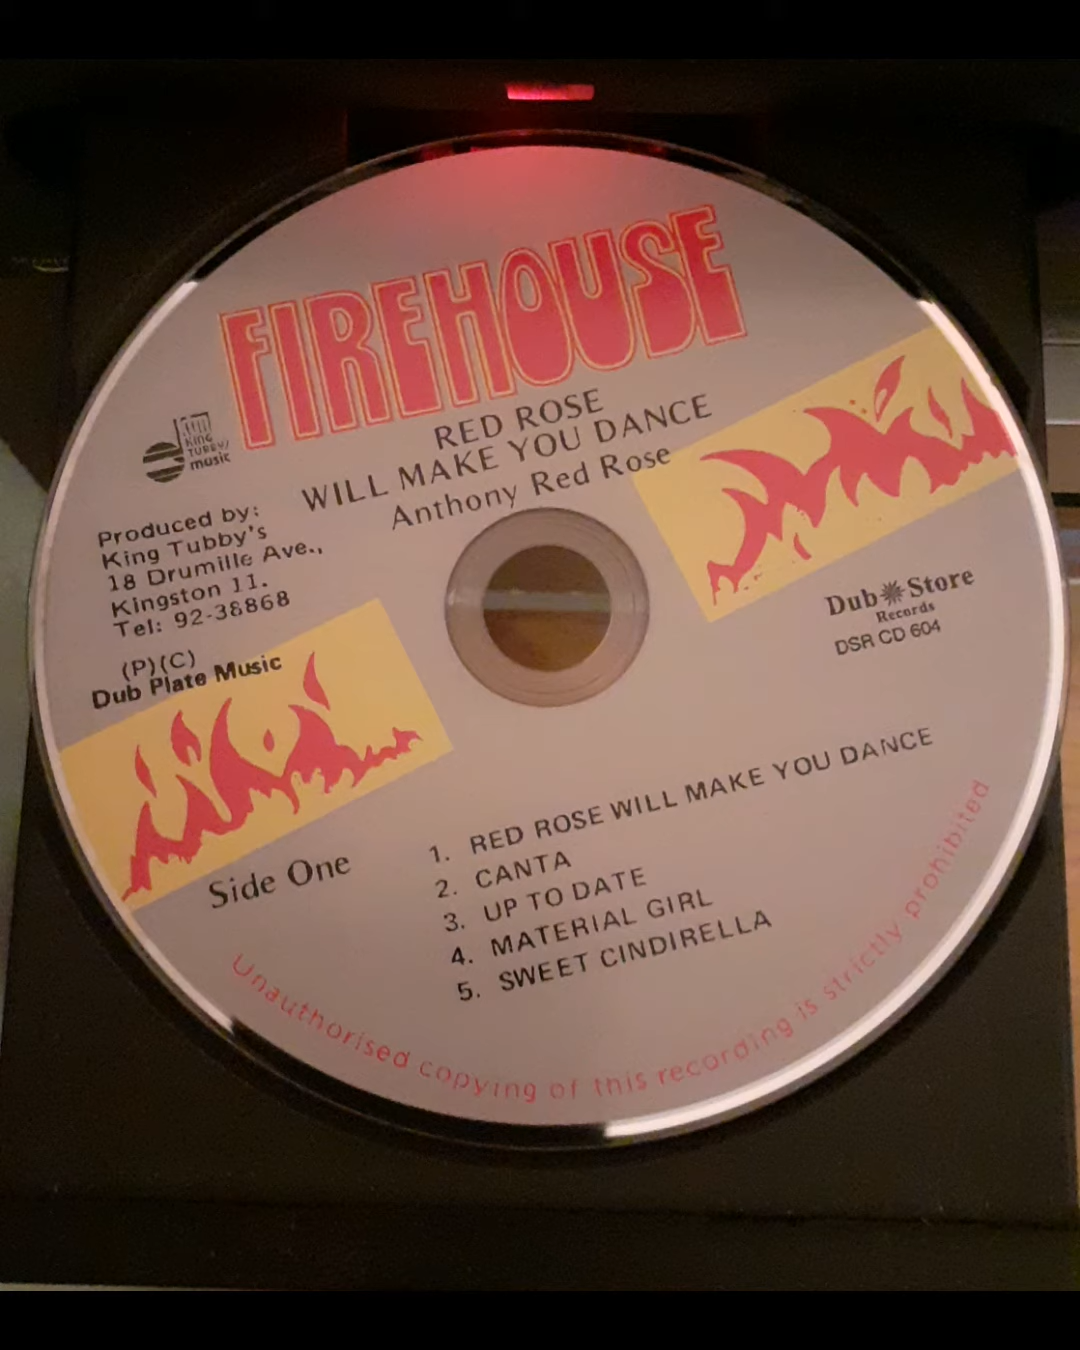 FIREHOUSE
RED ROSE
WILL MAKE YOU DANCE
Anthony Red Rose
KING
TUBBY
music
Produced by:
King Tubby's
18 Drumille Ave.,
Kingston 11.
Tel: 92-38868
(P)(C)
Dub Plate Music
Dub Store
Records
DSR CD 604
Side One
1. RED ROSE WILL MAKE YOU DANCE
2. CANTA
3. UP TO DATE
4. MATERIAL GIRL
5. SWEET CINDIRELLA
Unauthorised copying of this recording is strictly prohibited